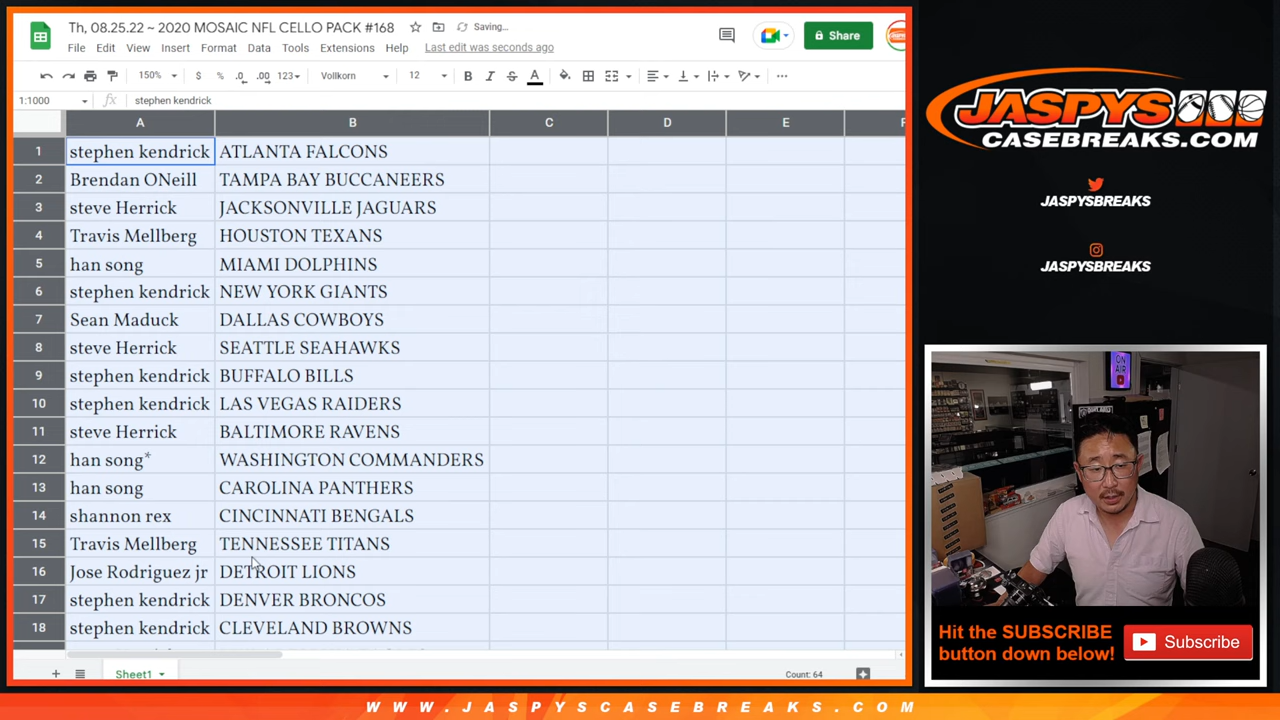 Th, 08.25.22 ~ 2020 MOSAIC NFL CELLO PACK #168
Saving...
File Edit View Insert Format Data Tools Extensions Help Last edit was seconds ago
Share
150% $ % .0 .00 123 Vollkorn 12 B I S A
1:1000 fx stephen kendrick
A B C D E F
1 stephen kendrick ATLANTA FALCONS
2 Brendan ONeill TAMPA BAY BUCCANEERS
3 steve Herrick JACKSONVILLE JAGUARS
4 Travis Mellberg HOUSTON TEXANS
5 han song MIAMI DOLPHINS
6 stephen kendrick NEW YORK GIANTS
7 Sean Maduck DALLAS COWBOYS
8 steve Herrick SEATTLE SEAHAWKS
9 stephen kendrick BUFFALO BILLS
10 stephen kendrick LAS VEGAS RAIDERS
11 steve Herrick BALTIMORE RAVENS
12 han song* WASHINGTON COMMANDERS
13 han song CAROLINA PANTHERS
14 shannon rex CINCINNATI BENGALS
15 Travis Mellberg TENNESSEE TITANS
16 Jose Rodriguez jr DETROIT LIONS
17 stephen kendrick DENVER BRONCOS
18 stephen kendrick CLEVELAND BROWNS
Sheet1
Count: 64
JASPYS
CASEBREAKS.COM
JASPYSBREAKS
JASPYSBREAKS
ON
AIR
Hit the SUBSCRIBE
button down below!
Subscribe
WWW.JASPYSCASEBREAKS.COM